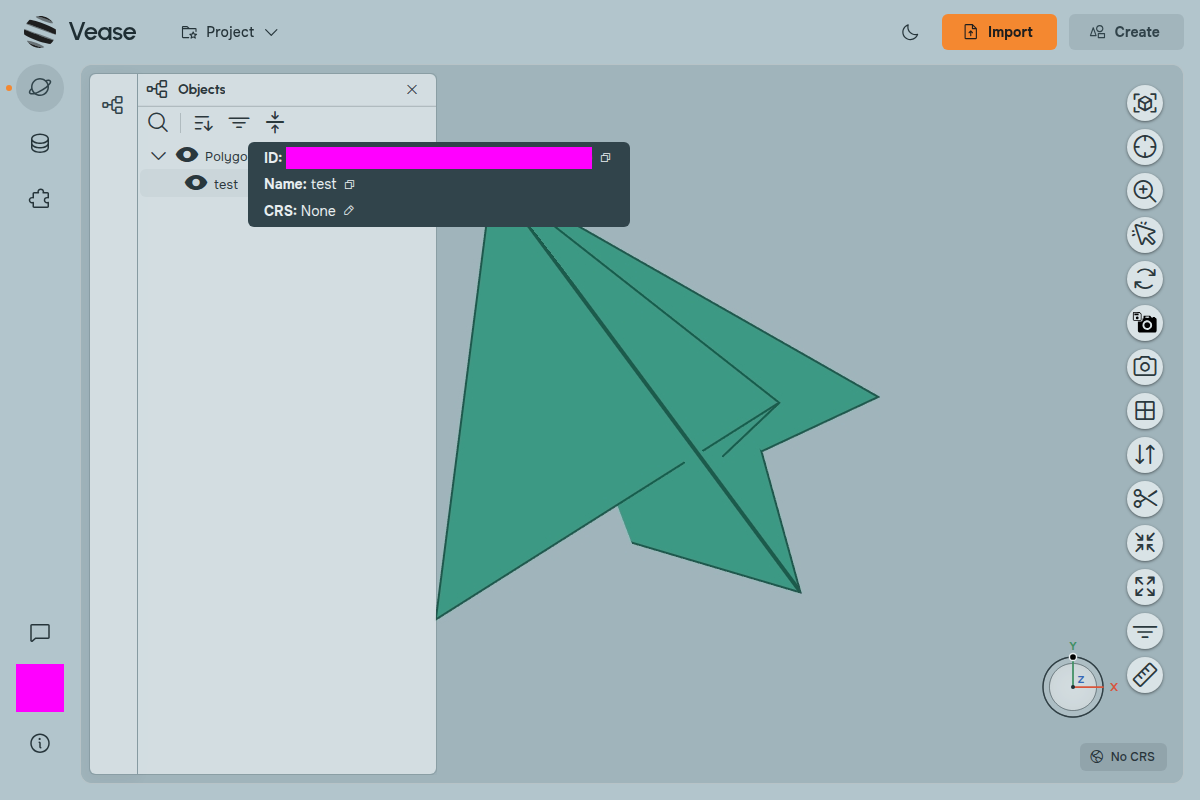 Vease
Project
Import
Create
Objects
Polygo
test
ID:
Name: test
CRS: None
Y
Z
X
No CRS